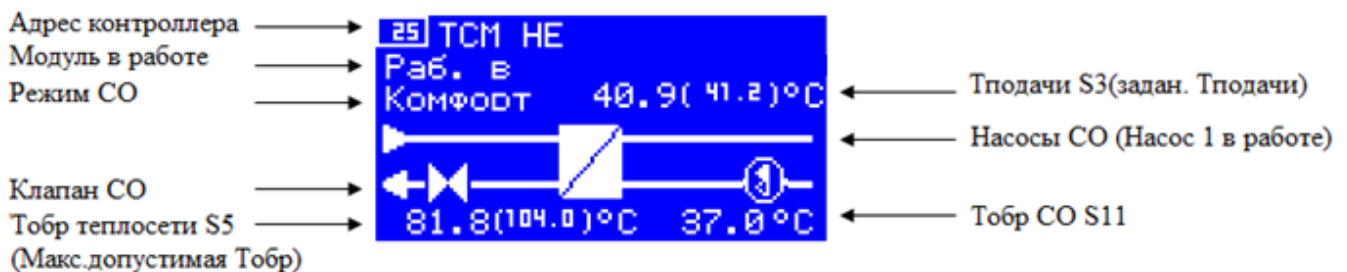 Адрес контроллера
Модуль в работе
Режим СО
Клапан СО
Тобр теплосети S5
(Макс.допустимая Тобр)
25 TCM HE
Раб. в
Комфорт 40.9( 41.2)°C
81.8(104.0)°C 37.0°C
Тподачи S3(задан. Тподачи)
Насосы СО (Насос 1 в работе)
Тобр СО S11